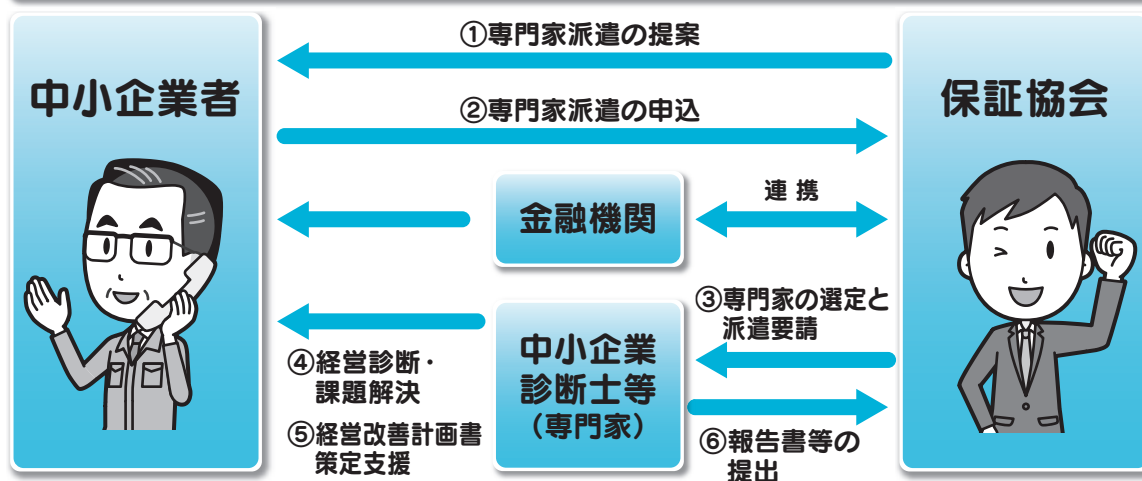 ①専門家派遣の提案
中小企業者
保証協会
②専門家派遣の申込
金融機関
連携
③専門家の選定と
派遣要請
中小企業
診断士等
（専門家）
④経営診断・
課題解決
⑤経営改善計画書
策定支援
⑥報告書等の
提出